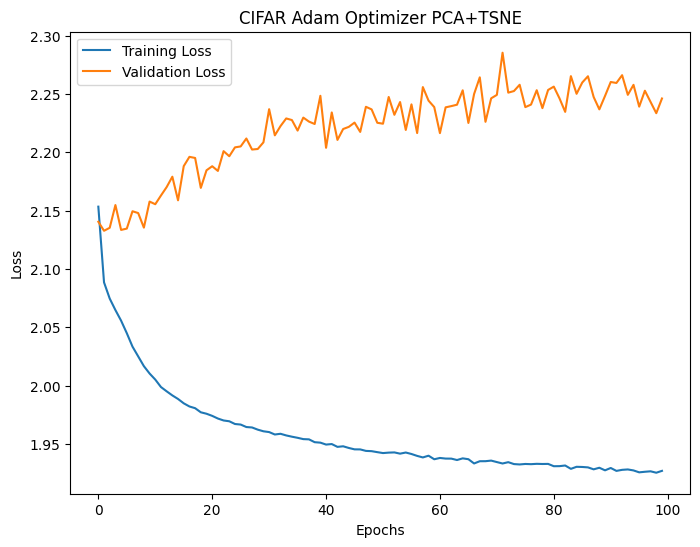 CIFAR Adam Optimizer PCA+TSNE
Training Loss
Validation Loss
2.30
2.25
2.20
2.15
2.10
2.05
2.00
1.95
Loss
0
20
40
60
80
100
Epochs